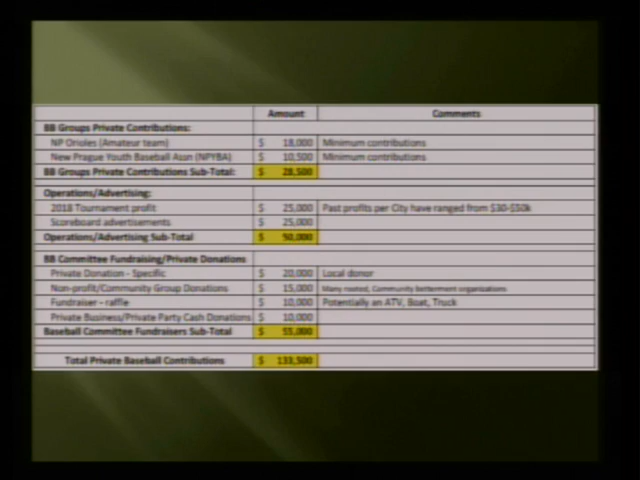 Amount Comments
BB Groups Private Contributions:
NP Orioles (Amateur team) $ 18,000 Minimum contributions
New Prague Youth Baseball Assn (NPYBA) $ 10,500 Minimum contributions
BB Groups Private Contributions Sub-Total: $ 28,500
Operations/Advertising:
2018 Tournament profit $ 25,000 Past profits per City have ranged from $30-$50k
Scoreboard advertisements $ 25,000
Operations/Advertising Sub-Total $ 50,000
BB Committee Fundraising/Private Donations
Private Donation - Specific $ 20,000 Local donor
Non-profit/Community Group Donations $ 15,000 Many rooted, Community betterment organizations
Fundraiser - raffle $ 10,000 Potentially an ATV, Boat, Truck
Private Business/Private Party Cash Donations $ 10,000
Baseball Committee Fundraisers Sub-Total $ 55,000
Total Private Baseball Contributions $ 133,500